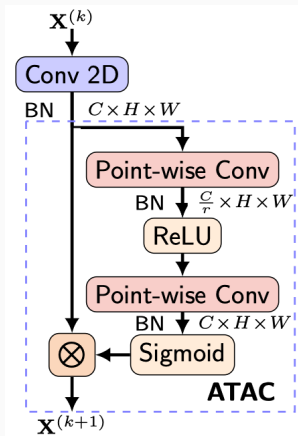 X^(k)
Conv 2D
BN C×H×W
Point-wise Conv
BN C/r×H×W
ReLU
Point-wise Conv
BN C×H×W
⊗ Sigmoid
ATAC
X^(k+1)